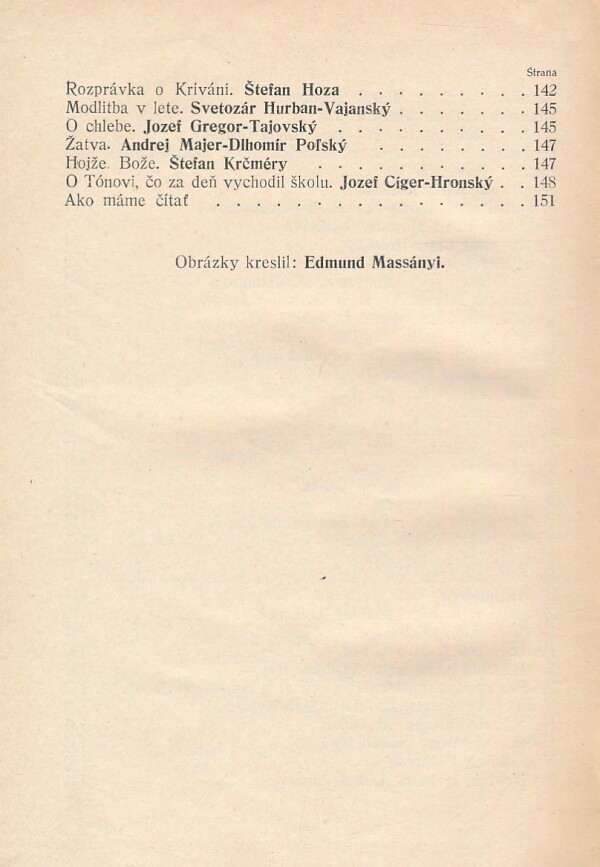 Strana
Rozprávka o Kriváni. Štefan Hoza . . . . . . . . . 142
Modlitba v lete. Svetozár Hurban-Vajanský . . . . . . . 145
O chlebe. Jozef Gregor-Tajovský . . . . . . . . . . 145
Žatva. Andrej Majer-Dlhomír Poľský . . . . . . . 147
Hojže, Bože. Štefan Krčméry . . . . . . . . . . 147
O Tónovi, čo za deň vychodil školu. Jozef Cíger-Hronský . . 148
Ako máme čítať . . . . . . . . . . . . . . 151
Obrázky kreslil: Edmund Massányi.